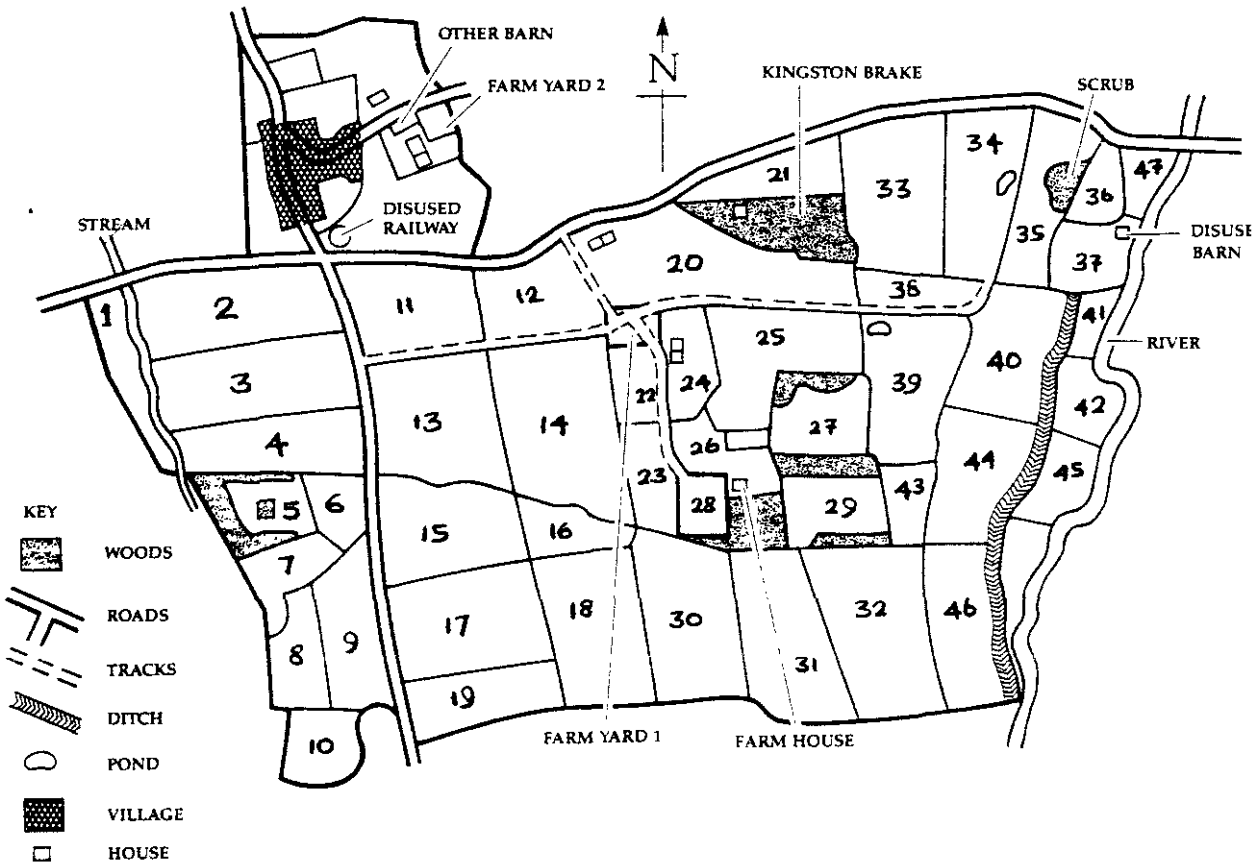 OTHER BARN
FARM YARD 2
N
KINGSTON BRAKE
SCRUB
STREAM
DISUSED
RAILWAY
DISUSE
BARN
RIVER
1
2
3
4
5
6
7
8
9
10
11
12
13
14
15
16
17
18
19
20
21
22
23
24
25
26
27
28
29
30
31
32
33
34
35
36
37
38
39
40
41
42
43
44
45
46
47
FARM YARD 1
FARM HOUSE
KEY
WOODS
ROADS
TRACKS
DITCH
POND
VILLAGE
HOUSE